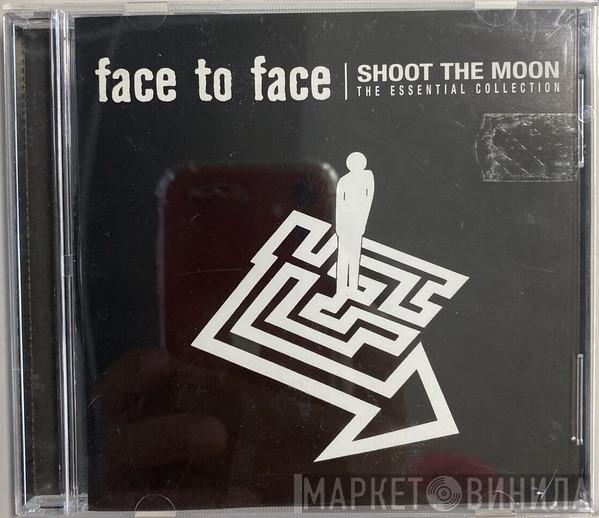 face to face
SHOOT THE MOON
THE ESSENTIAL COLLECTION
МАРКЕТ ВИНИЛА